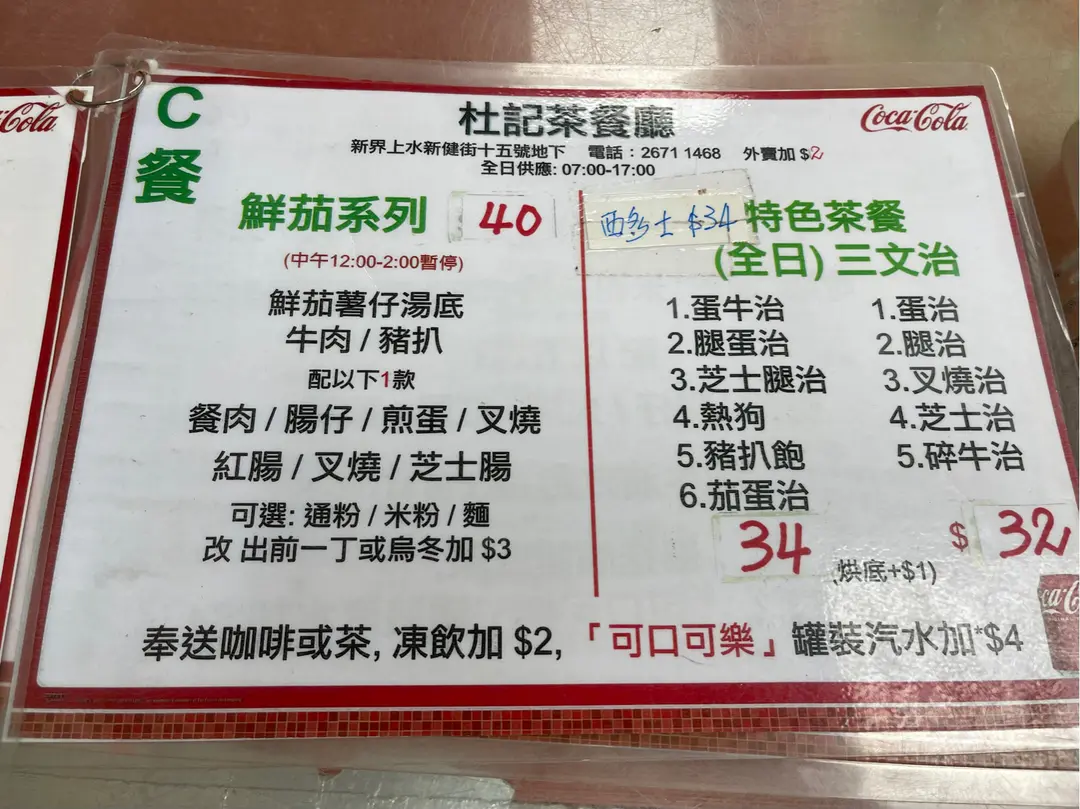 Coca-Cola
C餐
杜記茶餐廳
Coca-Cola
新界上水新健街十五號地下 電話：2671 1468 外賣加 $2
全日供應: 07:00-17:00
鮮茄系列 40
(中午12:00-2:00暫停)
鮮茄薯仔湯底
牛肉 / 豬扒
配以下1款
餐肉 / 腸仔 / 煎蛋 / 叉燒
紅腸 / 叉燒 / 芝士腸
可選: 通粉 / 米粉 / 麵
改 出前一丁或烏冬加 $3
西多士 $34
特色茶餐
(全日) 三文治
1.蛋牛治
2.腿蛋治
3.芝士腿治
4.熱狗
5.豬扒飽
6.茄蛋治
34
1.蛋治
2.腿治
3.叉燒治
4.芝士治
5.碎牛治
$ 32
(烘底+$1)
奉送咖啡或茶, 凍飲加 $2, 「可口可樂」罐裝汽水加*$4